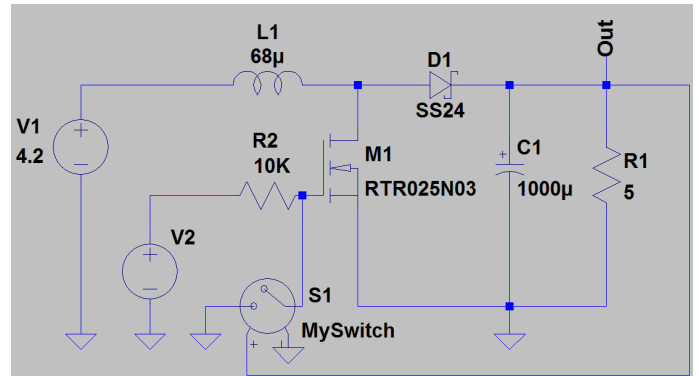 L1
68µ
Out
D1
SS24
V1
4.2
R2
10K
M1
RTR025N03
C1
1000µ
R1
5
V2
S1
MySwitch